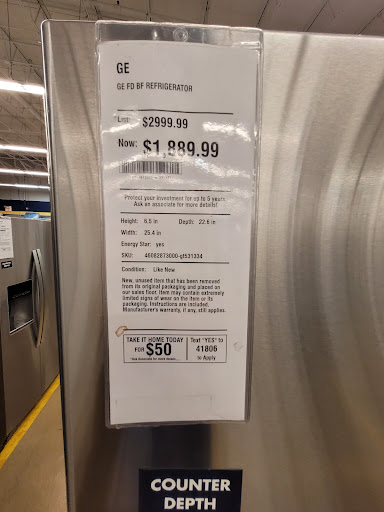 GE
GE FD BF REFRIGERATOR
List: $2999.99
Now: $1,889.99
Protect your investment for up to 5 years.
Ask an associate for more details!
Height: 6.5 in Depth: 22.6 in
Width: 25.4 in
Energy Star: yes
SKU: 46082873000-gf531334
Condition: Like New
New, unused item that has been removed
from its original packaging and placed on
our sales floor. Item may contain extremely
limited signs of wear on the item or its
packaging. Instructions are included.
Manufacturer's warranty, if any, still applies.
TAKE IT HOME TODAY
FOR $50
Text "YES" to
41806
to Apply
COUNTER
DEPTH